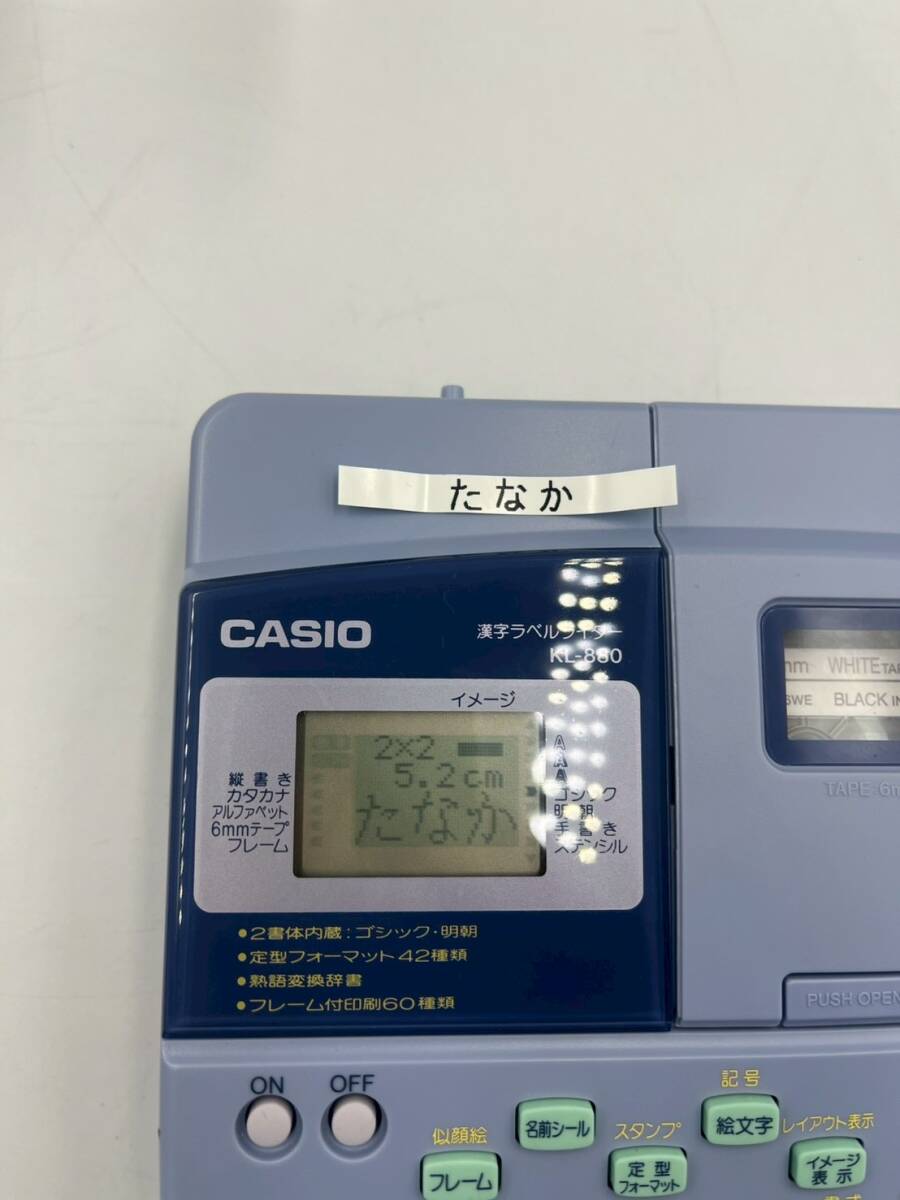 たなか
CASIO
漢字ラベルライター
KL-880
イメージ
2×2
5.2cm
たなか
縦書き
カタカナ
アルファベット
6mmテープ
フレーム
A
A
A
ゴシック
明朝
手書き
ステンシル
WHITE
BLACK IN
TAPE:6m
PUSH OPEN
●2書体内蔵:ゴシック・明朝
●定型フォーマット42種類
●熟語変換辞書
●フレーム付印刷60種類
ON
OFF
記号
似顔絵
名前シール
スタンプ
絵文字
レイアウト表示
フレーム
定型
フォーマット
イメージ
表示